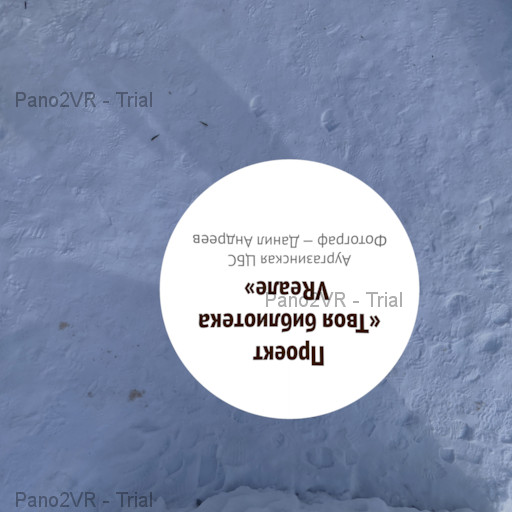 Pano2VR - Trial
Проект
«Твоя библиотека
VRеале»
Аургазинская ЦБС
Фотограф – Данил Андреев
Pano2VR - Trial
Pano2VR - Trial